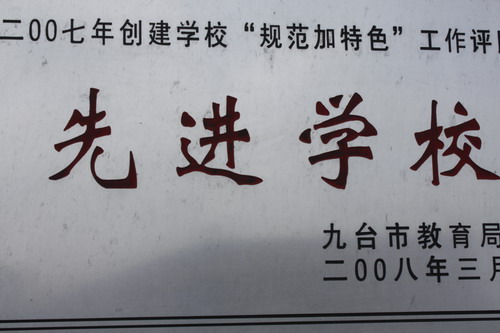 二00七年创建学校“规范加特色”工作评
先进学校
九台市教育局
二00八年三月